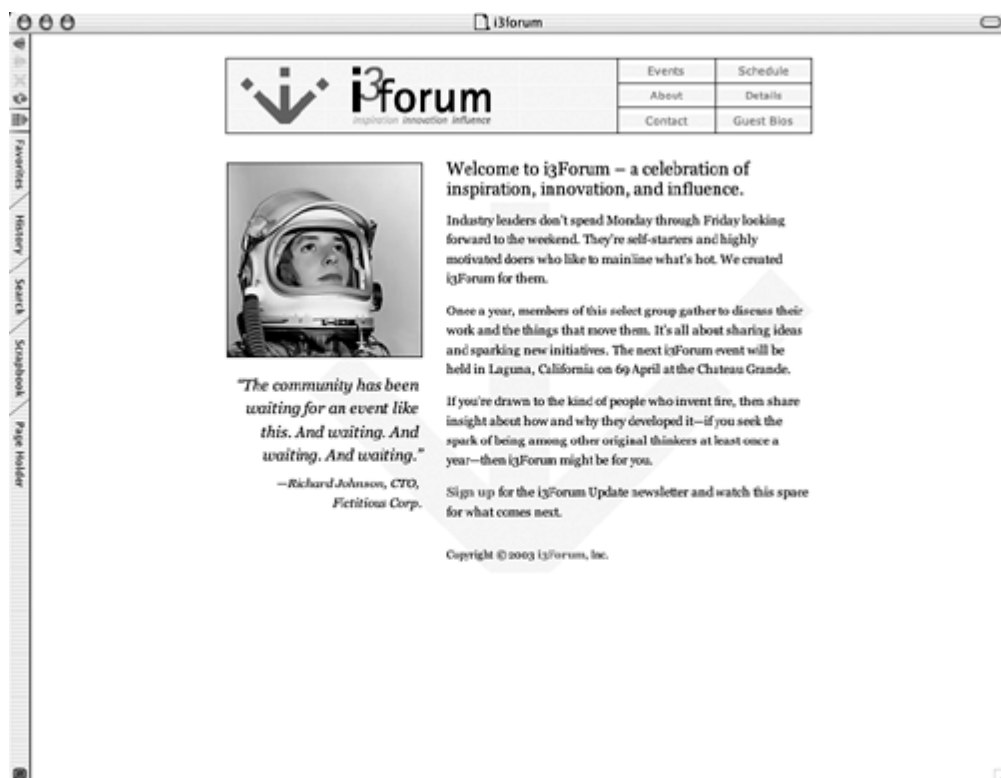 i3forum
Favorites
History
Search
Scrapbook
Page Holder
i3forum
inspiration innovation influence
Events
Schedule
About
Details
Contact
Guest Bios
Welcome to i3Forum – a celebration of
inspiration, innovation, and influence.
Industry leaders don't spend Monday through Friday looking
forward to the weekend. They're self-starters and highly
motivated doers who like to mainline what's hot. We created
i3Forum for them.
Once a year, members of this select group gather to discuss their
work and the things that move them. It's all about sharing ideas
and sparking new initiatives. The next i3Forum event will be
held in Laguna, California on 69 April at the Chateau Grande.
If you're drawn to the kind of people who invent fire, then share
insight about how and why they developed it—if you seek the
spark of being among other original thinkers at least once a
year—then i3Forum might be for you.
Sign up for the i3Forum Update newsletter and watch this space
for what comes next.
Copyright © 2003 i3Forum, Inc.
"The community has been
waiting for an event like
this. And waiting. And
waiting. And waiting."
—Richard Johnson, CTO,
Fictitious Corp.